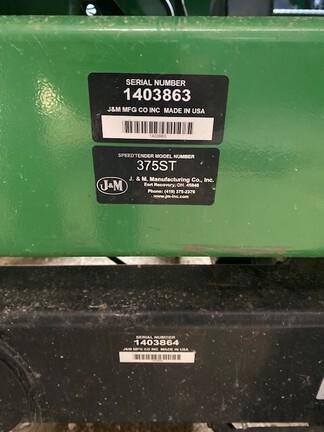 SERIAL NUMBER
1403863
J&M MFG CO INC MADE IN USA
1403863
SPEED TENDER MODEL NUMBER
375ST
J&M
J. & M. Manufacturing Co., Inc.
Fort Recovery, OH. 45846
Phone: (419) 375-2376
www.jm-inc.com
SERIAL NUMBER
1403864
J&M MFG CO INC MADE IN USA